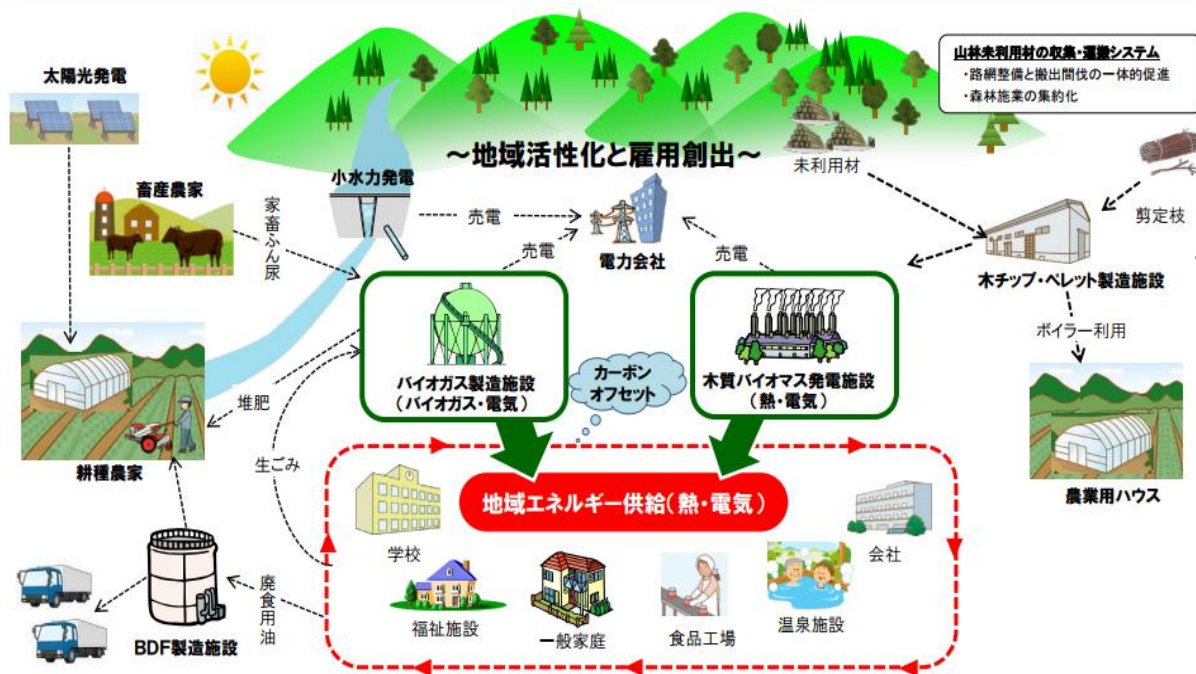 山林未利用材の収集・運搬システム
・路網整備と搬出間伐の一体的促進
・森林施業の集約化
太陽光発電
～地域活性化と雇用創出～
未利用材
小水力発電
畜産農家
家畜ふん尿
売電
売電
電力会社
売電
剪定枝
木チップ・ペレット製造施設
ボイラー利用
バイオガス製造施設
（バイオガス・電気）
カーボン
オフセット
木質バイオマス発電施設
（熱・電気）
堆肥
耕種農家
生ごみ
農業用ハウス
地域エネルギー供給（熱・電気）
学校
会社
福祉施設
一般家庭
食品工場
温泉施設
廃食用油
BDF製造施設